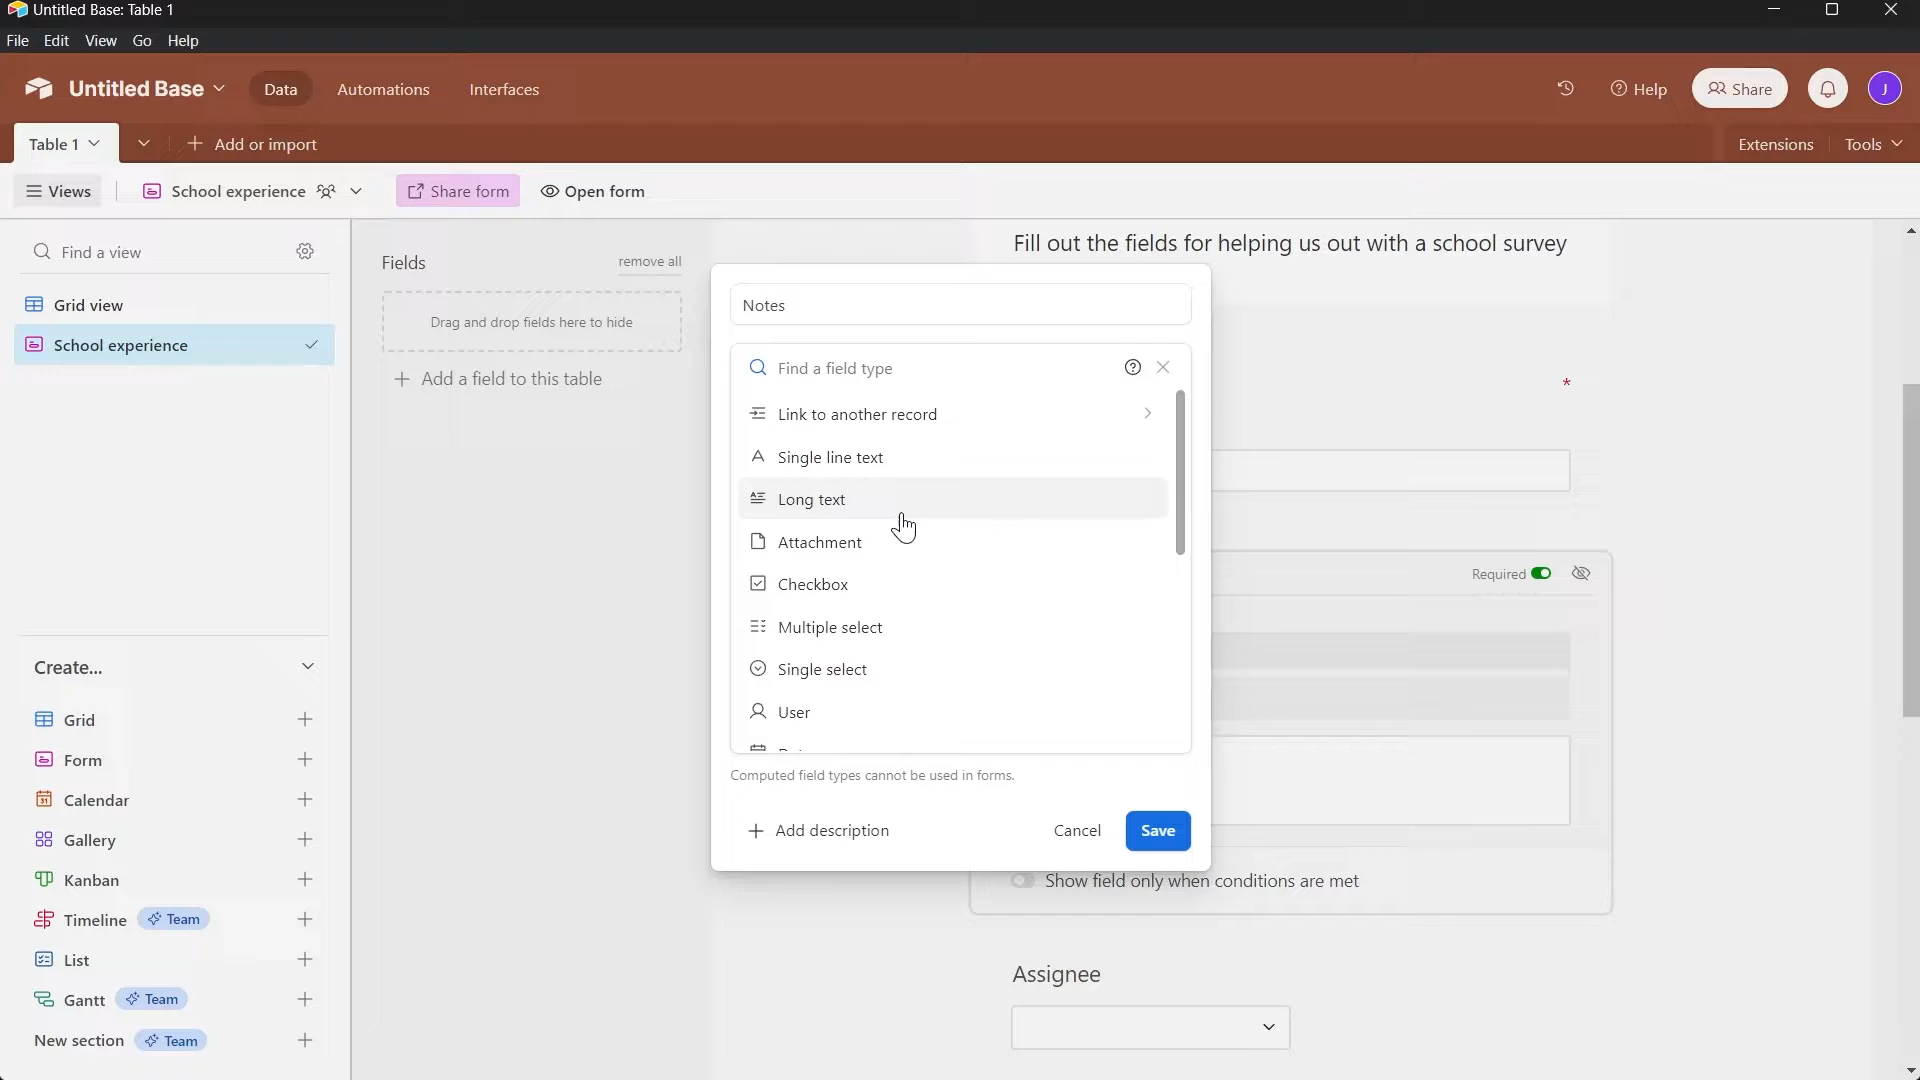 Untitled Base: Table 1
File Edit View Go Help
Untitled Base Data Automations Interfaces Help Share J
Table 1 Add or import Extensions Tools
Views School experience Share form Open form
Find a view
Grid view
School experience
Create...
Grid
Form
31 Calendar
Gallery
Kanban
Timeline Team
List
Gantt Team
New section Team
Fields remove all
Drag and drop fields here to hide
Add a field to this table
Fill out the fields for helping us out with a school survey
Notes
Find a field type
*
Link to another record
Single line text
Long text
Attachment
Required
Checkbox
Multiple select
Single select
User
Computed field types cannot be used in forms.
Add description Cancel Save
Show field only when conditions are met
Assignee